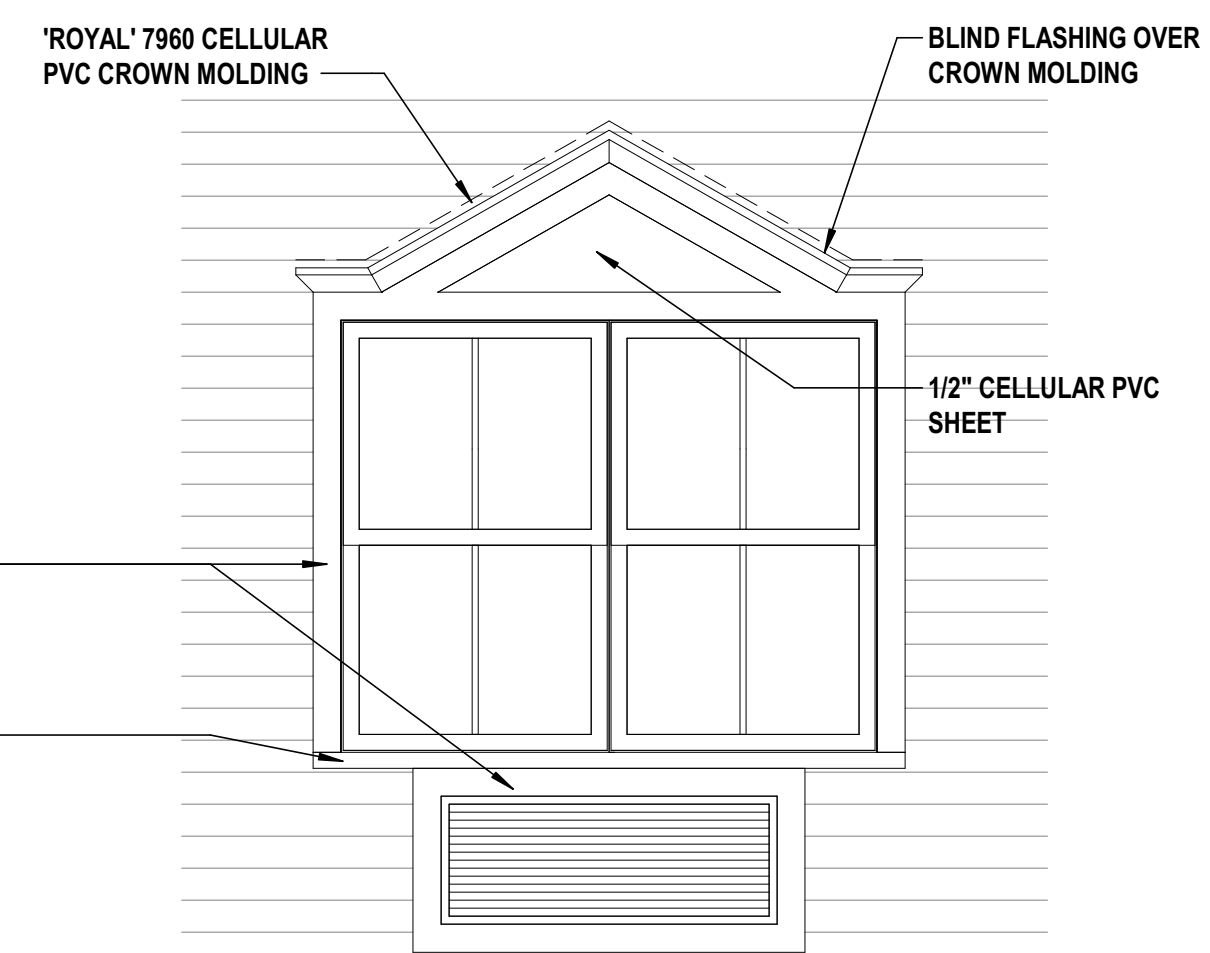 'ROYAL' 7960 CELLULAR
PVC CROWN MOLDING
BLIND FLASHING OVER
CROWN MOLDING
1/2" CELLULAR PVC
SHEET